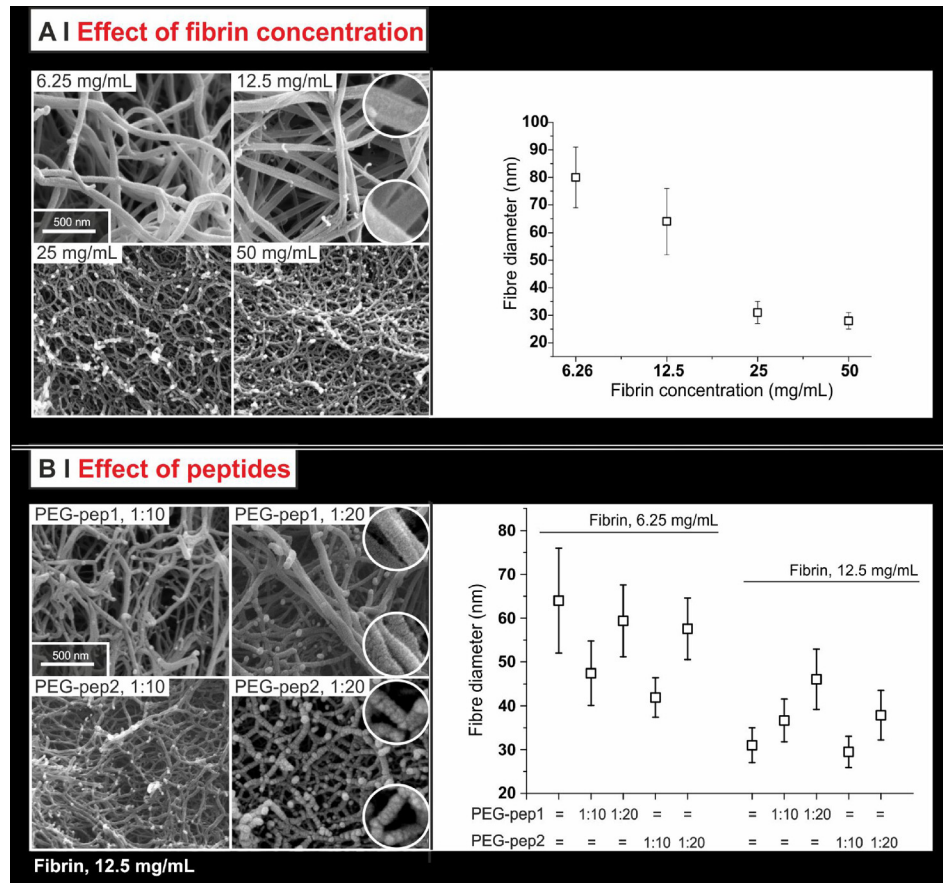 A I Effect of fibrin concentration
6.25 mg/mL
12.5 mg/mL
500 nm
25 mg/mL
50 mg/mL
Fibre diameter (nm)
100
90
80
70
60
50
40
30
20
6.26 12.5 25 50
Fibrin concentration (mg/mL)
B I Effect of peptides
PEG-pep1, 1:10
PEG-pep1, 1:20
500 nm
PEG-pep2, 1:10
PEG-pep2, 1:20
Fibrin, 12.5 mg/mL
Fibrin, 6.25 mg/mL
Fibrin, 12.5 mg/mL
Fibre diameter (nm)
80
70
60
50
40
30
20
PEG-pep1 = 1:10 1:20 = = = 1:10 1:20 = =
PEG-pep2 = = = 1:10 1:20 = = = 1:10 1:20